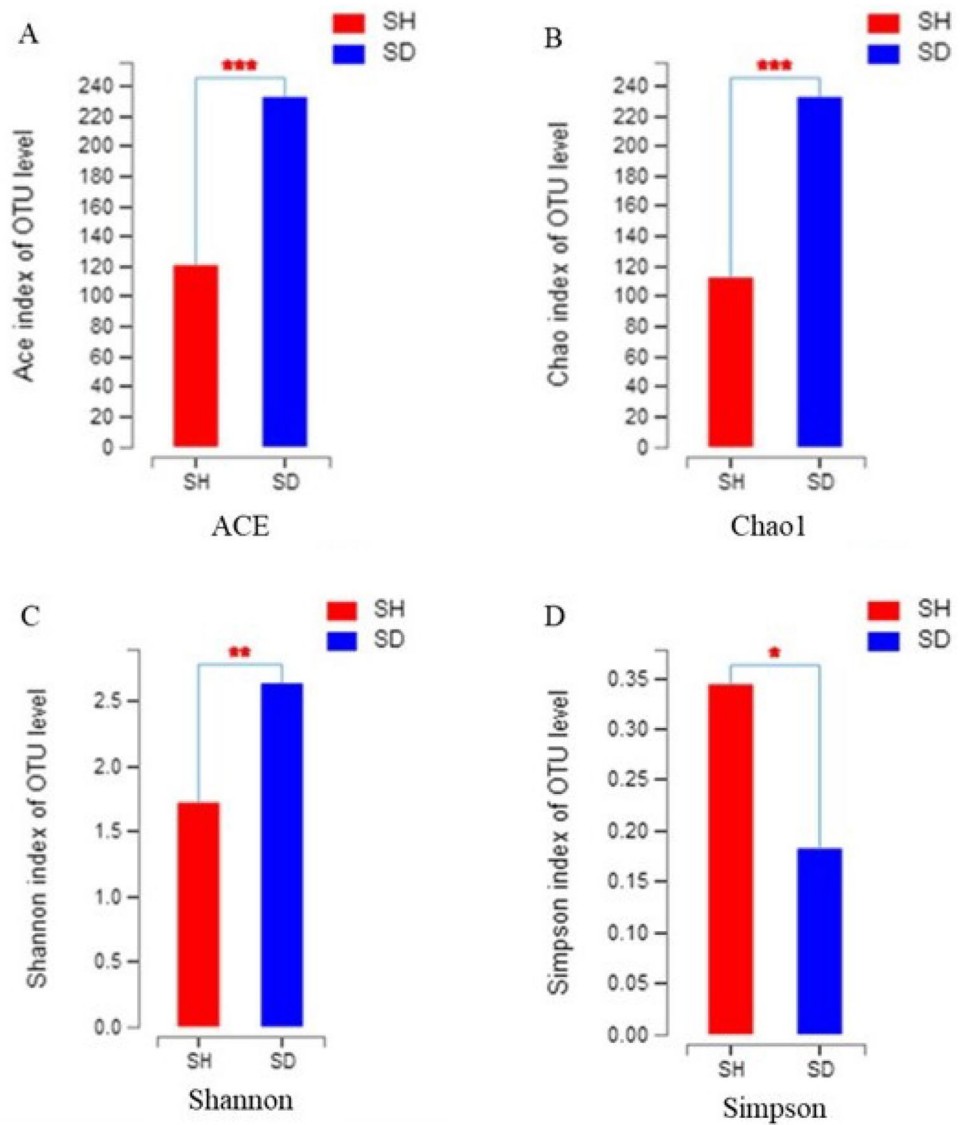 A
SH
SD
***
Ace index of OTU level
240
220
200
180
160
140
120
100
80
60
40
20
0
SH SD
ACE
B
SH
SD
***
Chao index of OTU level
240
220
200
180
160
140
120
100
80
60
40
20
0
SH SD
Chao1
C
SH
SD
**
Shannon index of OTU level
2.5
2.0
1.5
1.0
0.5
0.0
SH SD
Shannon
D
SH
SD
*
Simpson index of OTU level
0.35
0.30
0.25
0.20
0.15
0.10
0.05
0.00
SH SD
Simpson